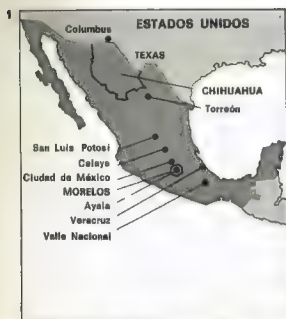 1
ESTADOS UNIDOS
Columbus
TEXAS
CHIHUAHUA
Torreón
San Luis Potosí
Celaya
Ciudad de México
MORELOS
Ayala
Veracruz
Valle Nacional